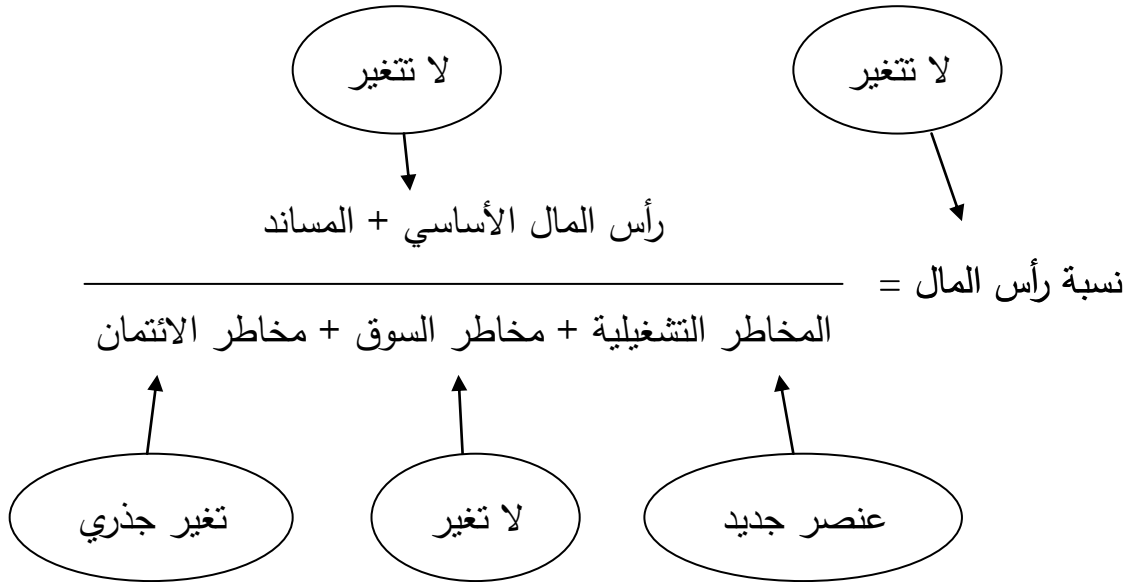 لا تتغير
لا تتغير
رأس المال الأساسي + المساند
نسبة رأس المال =
المخاطر التشغيلية + مخاطر السوق + مخاطر الائتمان
عنصر جديد
لا تغير
تغير جذري